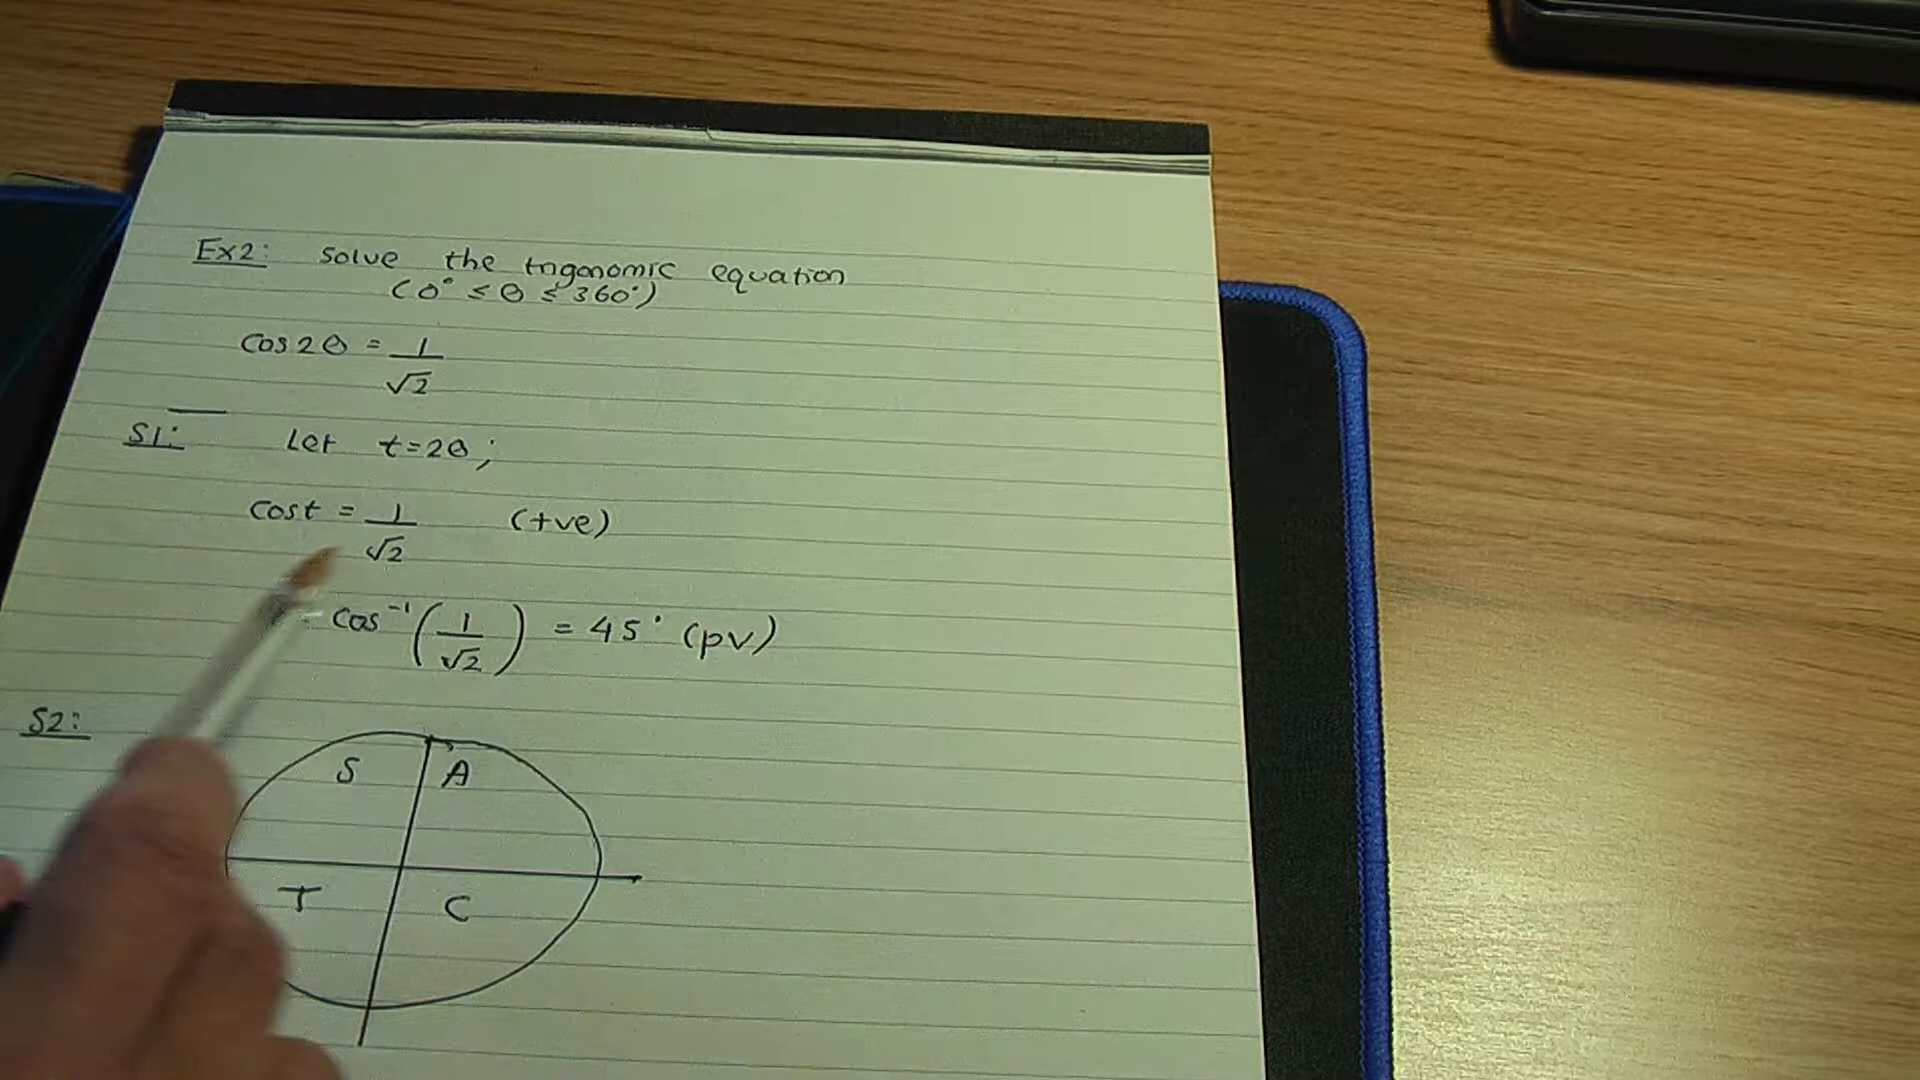 Ex2: Solve the trigonomic equation
(0° ≤ θ ≤ 360°)
Cos 2θ = 1/√2
S1: Let t = 2θ ;
Cos t = 1/√2 (+ve)
Cos⁻¹(1/√2) = 45° (pv)
S2:
S A
T C